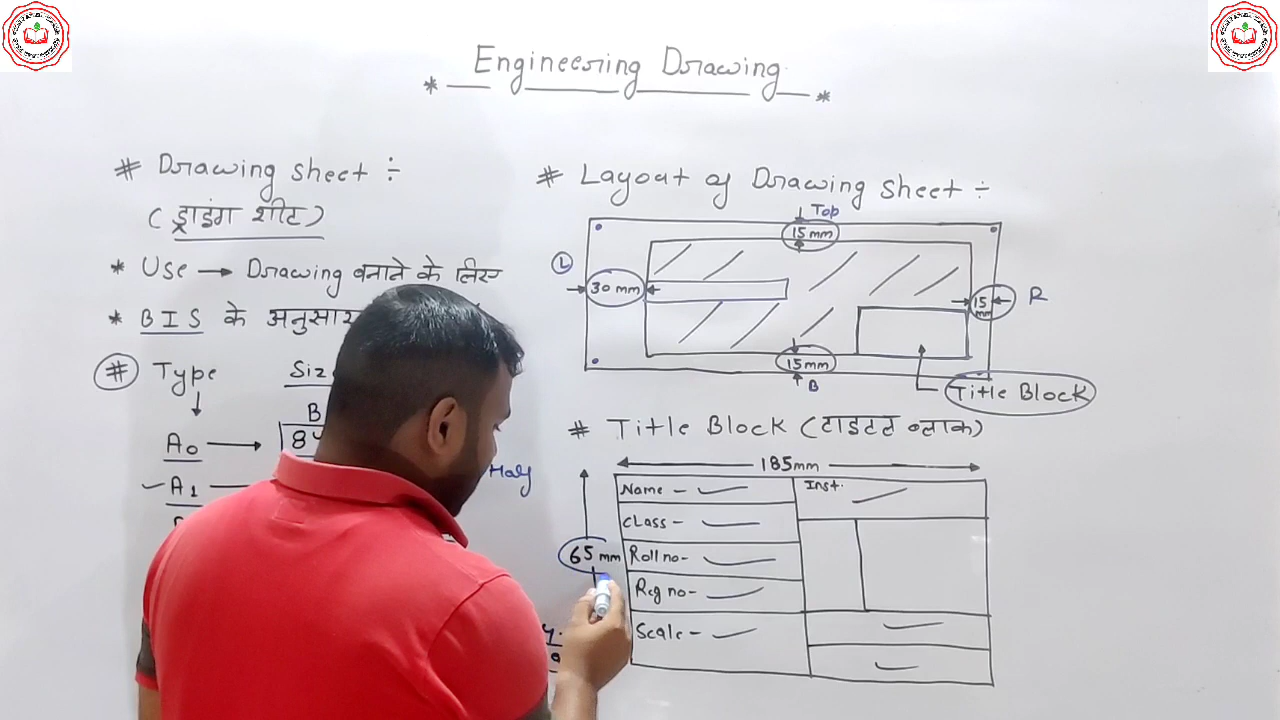 Engineering Drawing
# Drawing sheet ÷
(ड्राइंग शीट)
* Use → Drawing बनाने के लिए
* BIS के अनुसार
# Type
Siz
B
A0 →
A1
Half
# Layout of Drawing sheet ÷
Top
15 mm
L
30 mm
15 mm
R
15 mm
B
Title Block
# Title Block (टाइटल ब्लाक)
185mm
65 mm
Name -
Inst.
Class -
Roll no-
Reg no-
Scale -